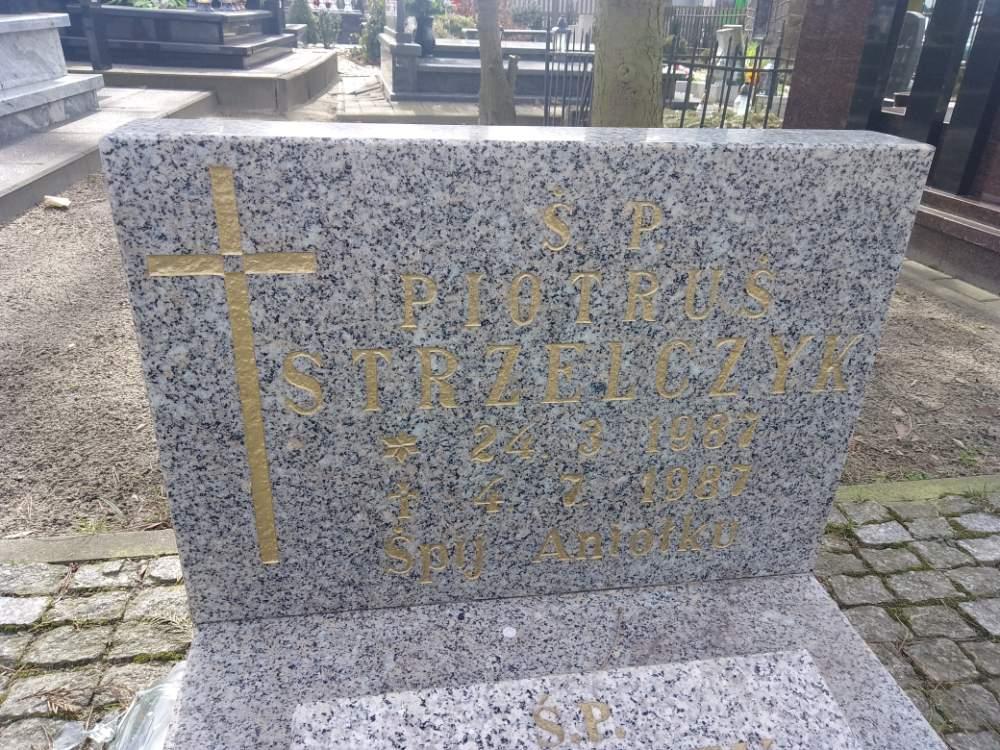 Ś. P.
PIOTRUŚ
STRZELCZYK
* 24 3 1987
† 4 7 1987
Śpij Aniołku
Ś.P.